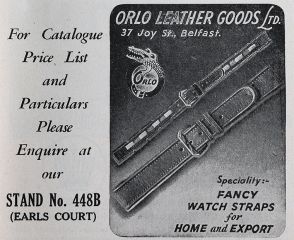 For Catalogue
Price List
and
Particulars
Please
Enquire at
our
STAND No. 448B
(EARLS COURT)
ORLO LEATHER GOODS LTD.
37 Joy St., Belfast.
ORLO
Speciality:-
FANCY
WATCH STRAPS
for
HOME and EXPORT